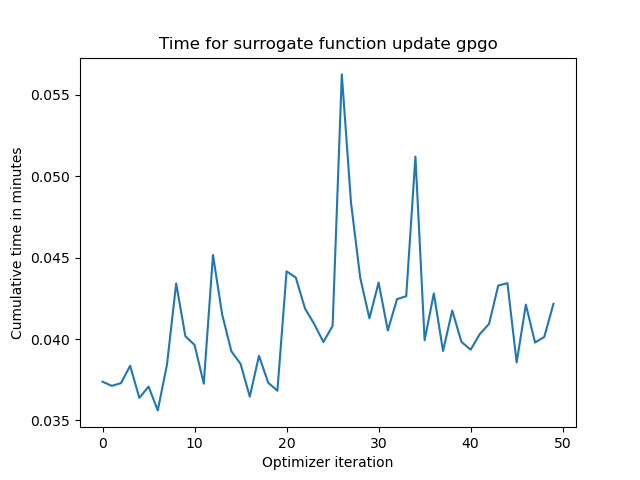 Time for surrogate function update gpgo
Cumulative time in minutes
0.055
0.050
0.045
0.040
0.035
0 10 20 30 40 50
Optimizer iteration